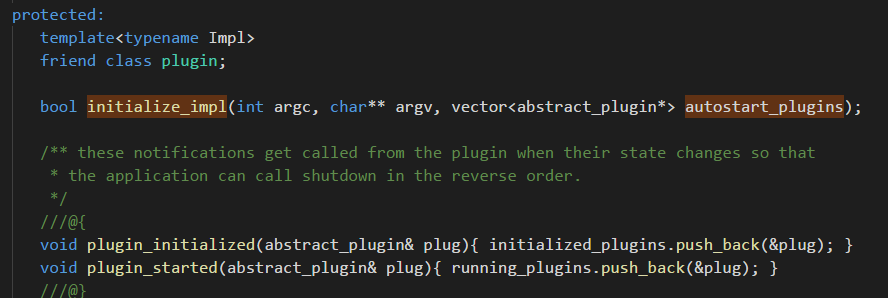 protected:
template<typename Impl>
friend class plugin;
bool initialize_impl(int argc, char** argv, vector<abstract_plugin*> autostart_plugins);
/** these notifications get called from the plugin when their state changes so that
* the application can call shutdown in the reverse order.
*/
///@{
void plugin_initialized(abstract_plugin& plug){ initialized_plugins.push_back(&plug); }
void plugin_started(abstract_plugin& plug){ running_plugins.push_back(&plug); }
///@}